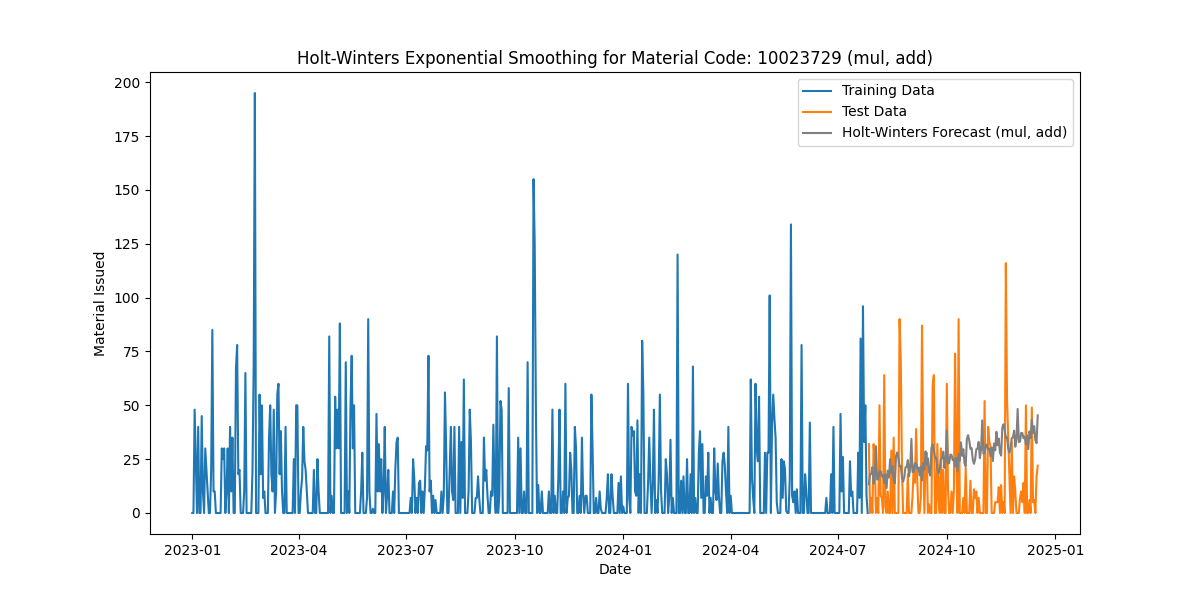 Holt-Winters Exponential Smoothing for Material Code: 10023729 (mul, add)
Training Data
Test Data
Holt-Winters Forecast (mul, add)
200
175
150
125
100
75
50
25
0
Material Issued
2023-01 2023-04 2023-07 2023-10 2024-01 2024-04 2024-07 2024-10 2025-01
Date